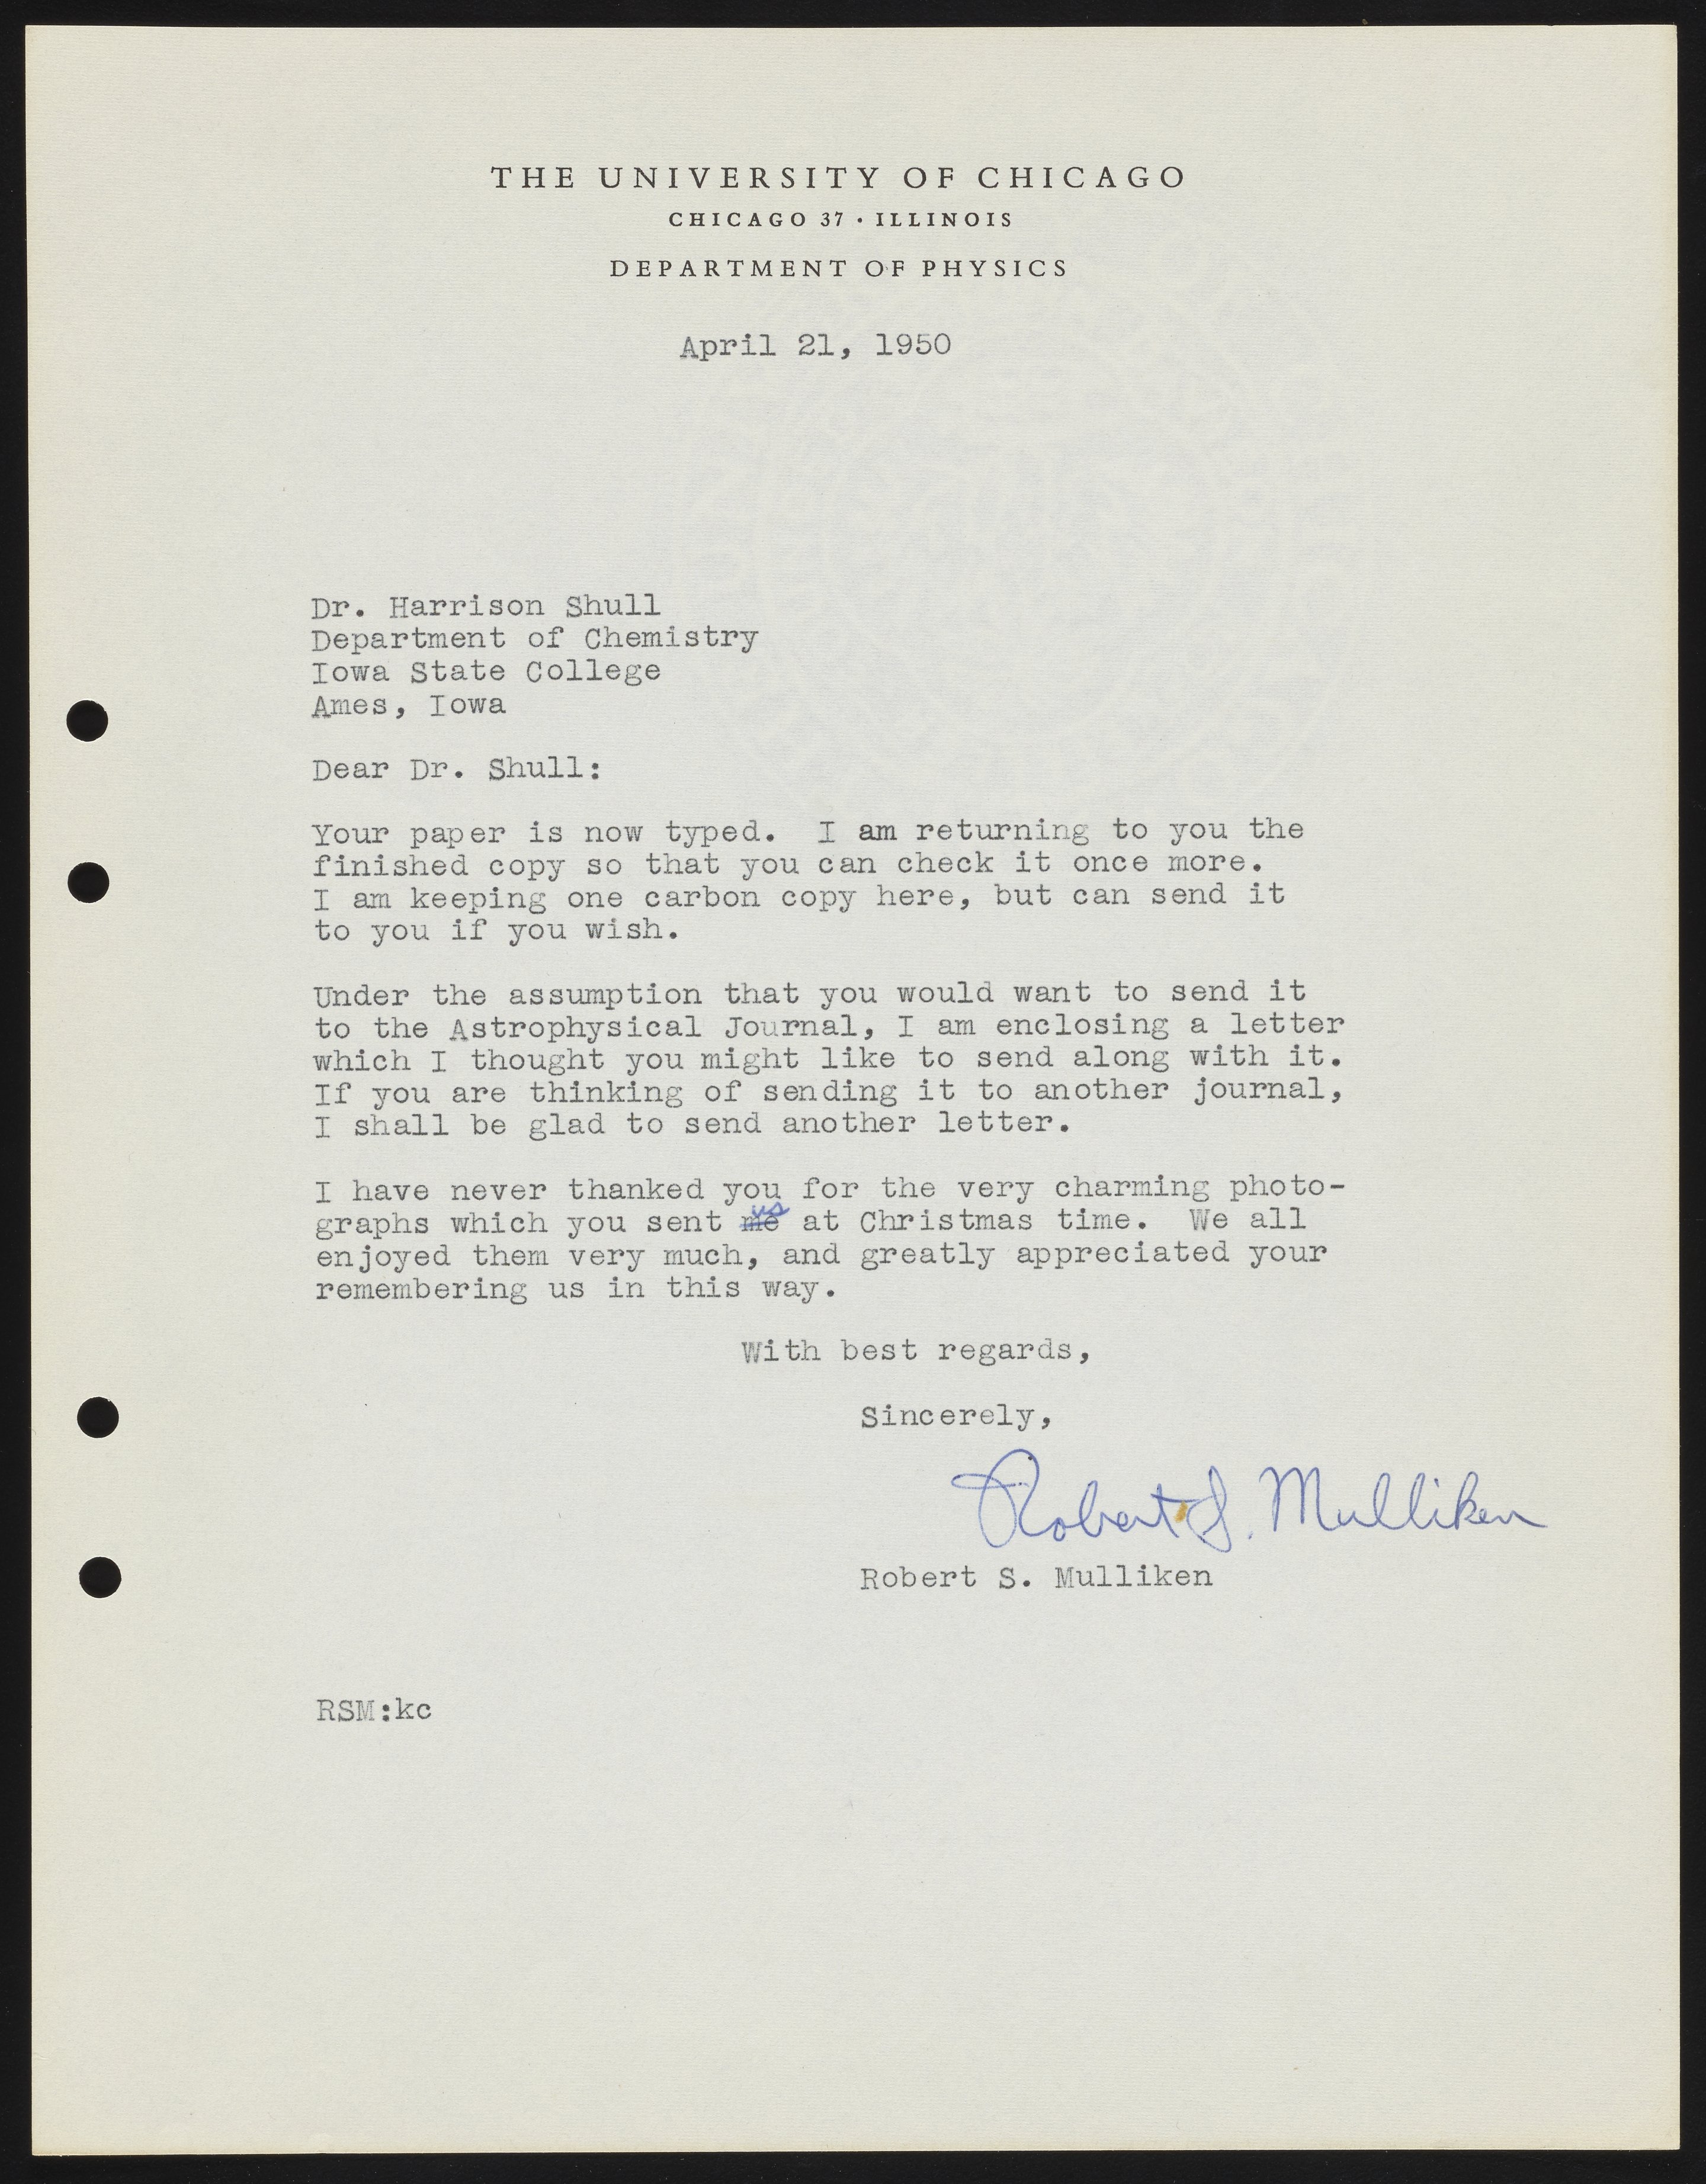 THE UNIVERSITY OF CHICAGO
CHICAGO 37 · ILLINOIS
DEPARTMENT OF PHYSICS
April 21, 1950
Dr. Harrison Shull
Department of Chemistry
Iowa State College
Ames, Iowa
Dear Dr. Shull:
Your paper is now typed. I am returning to you the
finished copy so that you can check it once more.
I am keeping one carbon copy here, but can send it
to you if you wish.
Under the assumption that you would want to send it
to the Astrophysical Journal, I am enclosing a letter
which I thought you might like to send along with it.
If you are thinking of sending it to another journal,
I shall be glad to send another letter.
I have never thanked you for the very charming photo-
graphs which you sent me us at Christmas time. We all
enjoyed them very much, and greatly appreciated your
remembering us in this way.
With best regards,
Sincerely,
Robert S. Mulliken
Robert S. Mulliken
RSM:kc